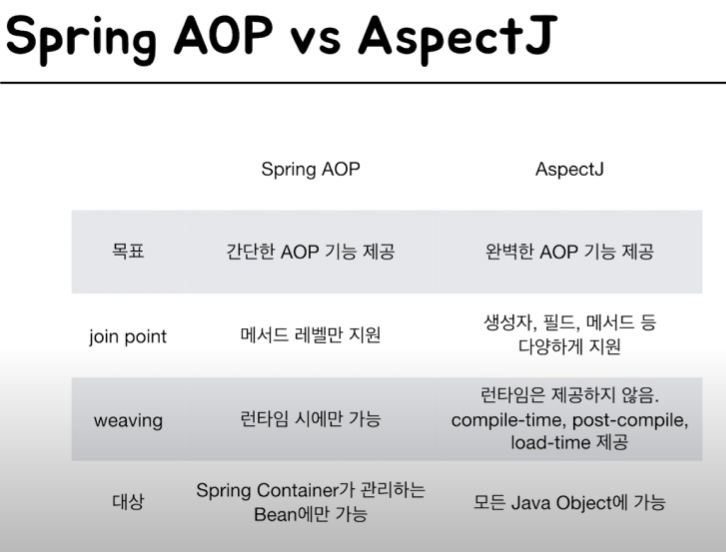 Spring AOP vs AspectJ
Spring AOP AspectJ
목표 간단한 AOP 기능 제공 완벽한 AOP 기능 제공
join point 메서드 레벨만 지원 생성자, 필드, 메서드 등
다양하게 지원
weaving 런타임 시에만 가능 런타임은 제공하지 않음.
compile-time, post-compile,
load-time 제공
대상 Spring Container가 관리하는
Bean에만 가능 모든 Java Object에 가능